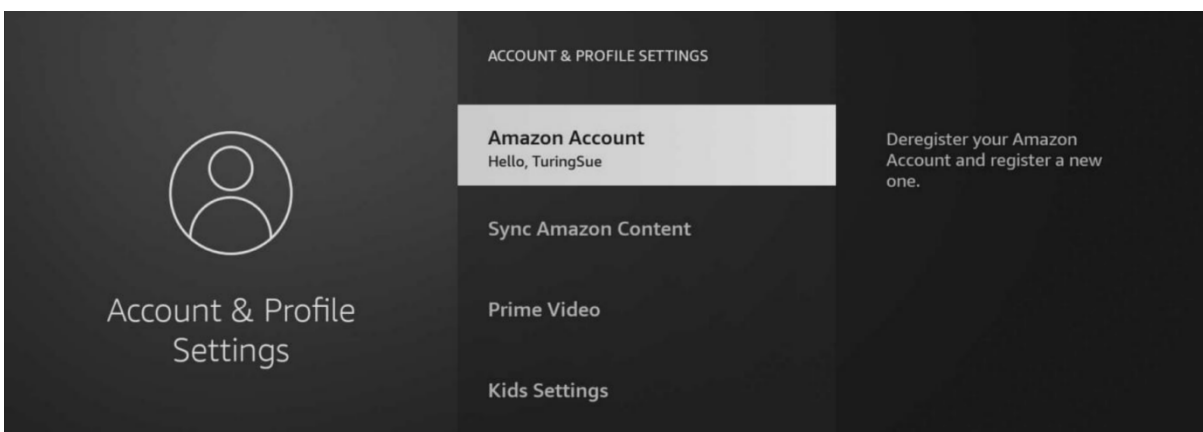 Account & Profile
Settings
ACCOUNT & PROFILE SETTINGS
Amazon Account
Hello, TuringSue
Sync Amazon Content
Prime Video
Kids Settings
Deregister your Amazon
Account and register a new
one.